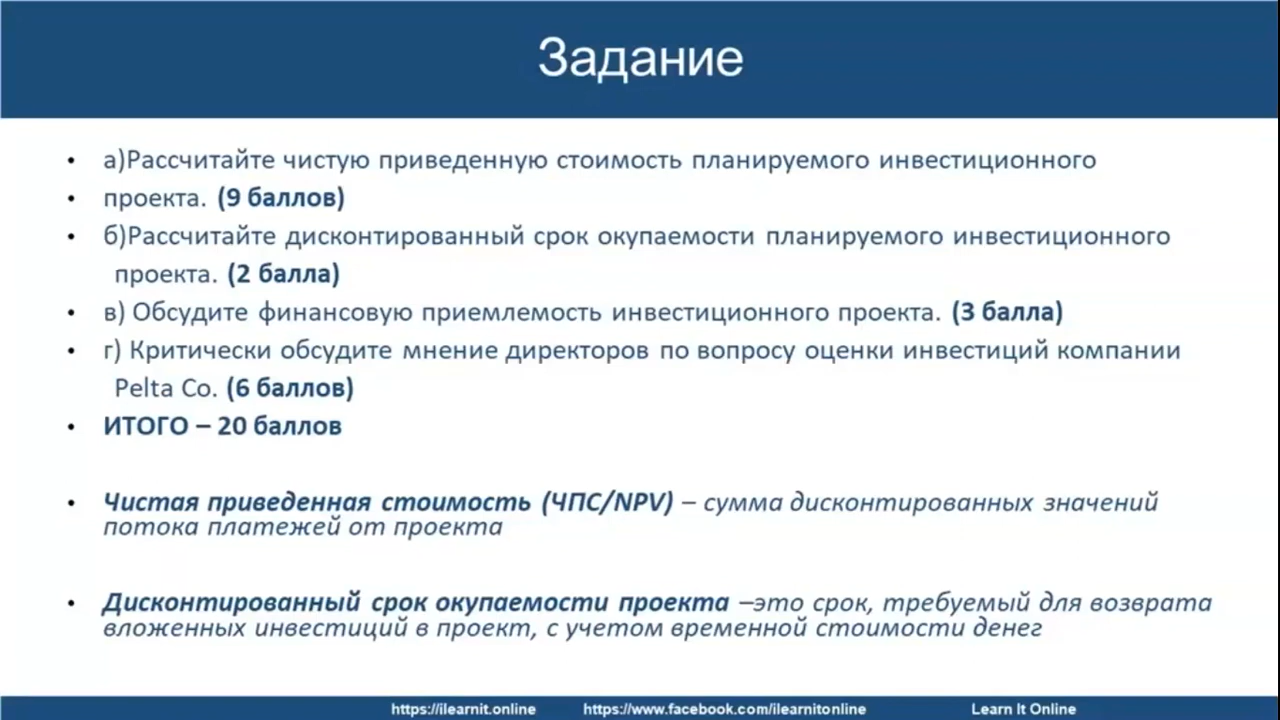 Задание
• а)Рассчитайте чистую приведенную стоимость планируемого инвестиционного
• проекта. (9 баллов)
• б)Рассчитайте дисконтированный срок окупаемости планируемого инвестиционного
проекта. (2 балла)
• в) Обсудите финансовую приемлемость инвестиционного проекта. (3 балла)
• г) Критически обсудите мнение директоров по вопросу оценки инвестиций компании
Pelta Co. (6 баллов)
• ИТОГО – 20 баллов
• Чистая приведенная стоимость (ЧПС/NPV) – сумма дисконтированных значений
потока платежей от проекта
• Дисконтированный срок окупаемости проекта –это срок, требуемый для возврата
вложенных инвестиций в проект, с учетом временной стоимости денег
https://ilearnit.online https://www.facebook.com/ilearnitonline Learn It Online